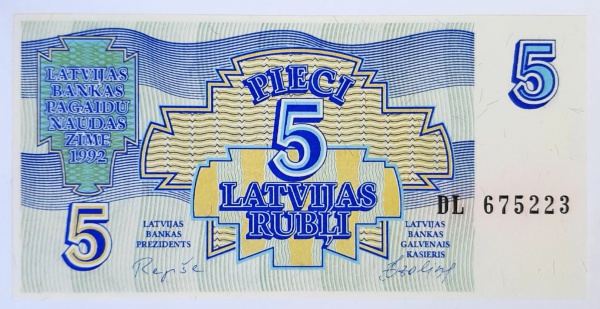 LATVIJAS
BANKAS
PAGAIDU
NAUDAS
ZĪME
1992
PIECI
5
5
LATVIJAS
RUBĻI
DL 675223
5
LATVIJAS
BANKAS
PREZIDENTS
LATVIJAS
BANKAS
GALVENAIS
KASIERIS
Repše